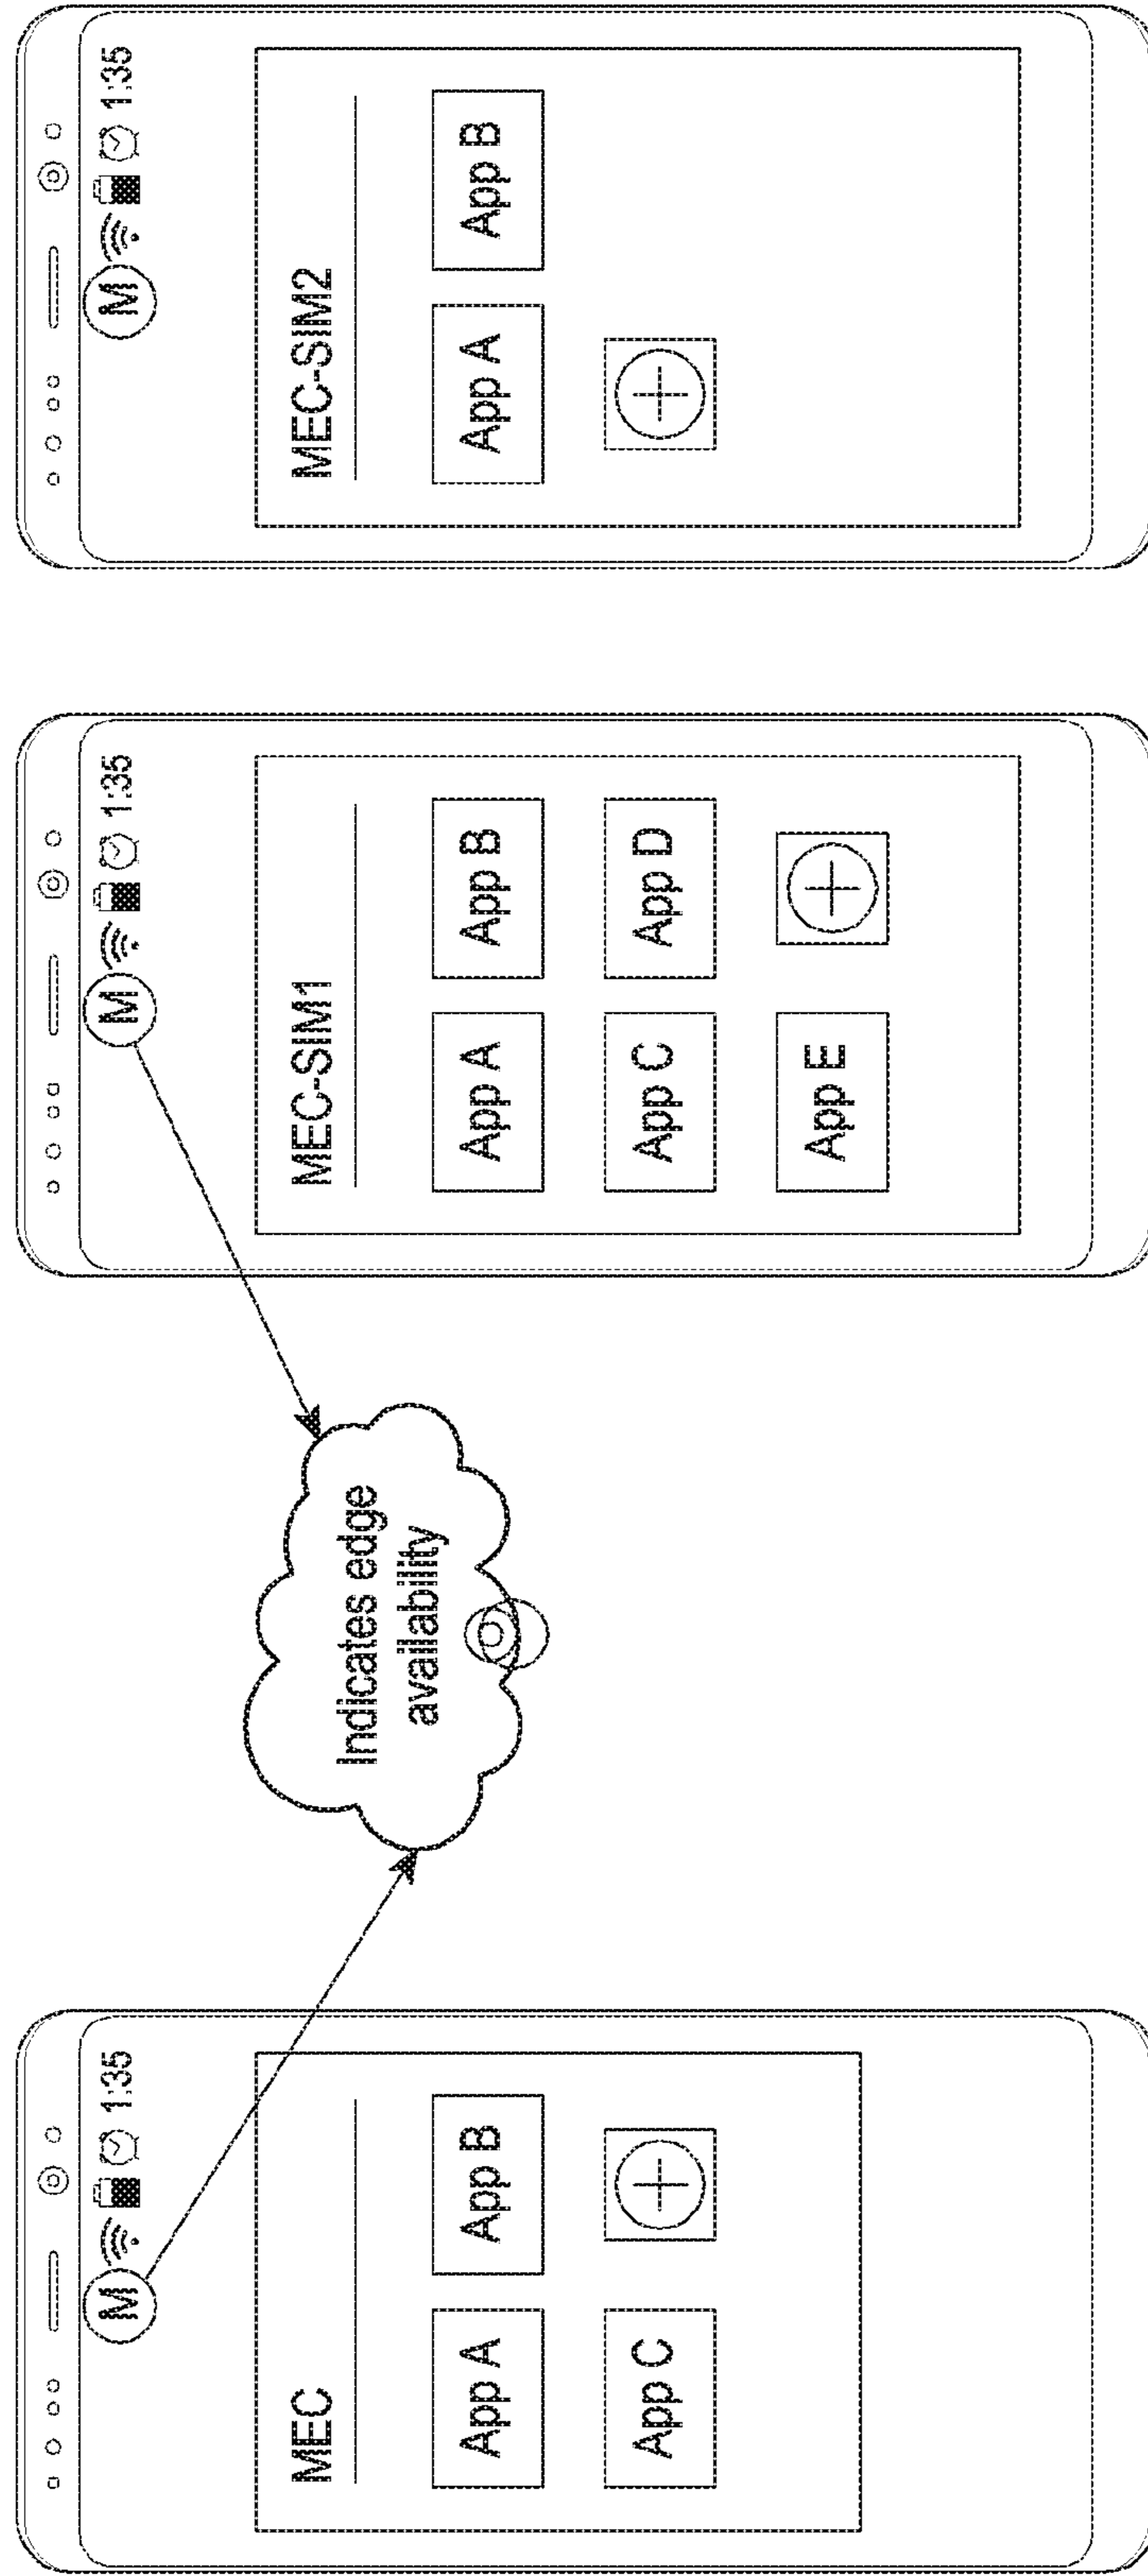 M 1:35
MEC
App A App B
App C
Indicates edge
availability
M 1:35
MEC-SIM1
App A App B
App C App D
App E
M 1:35
MEC-SIM2
App A App B